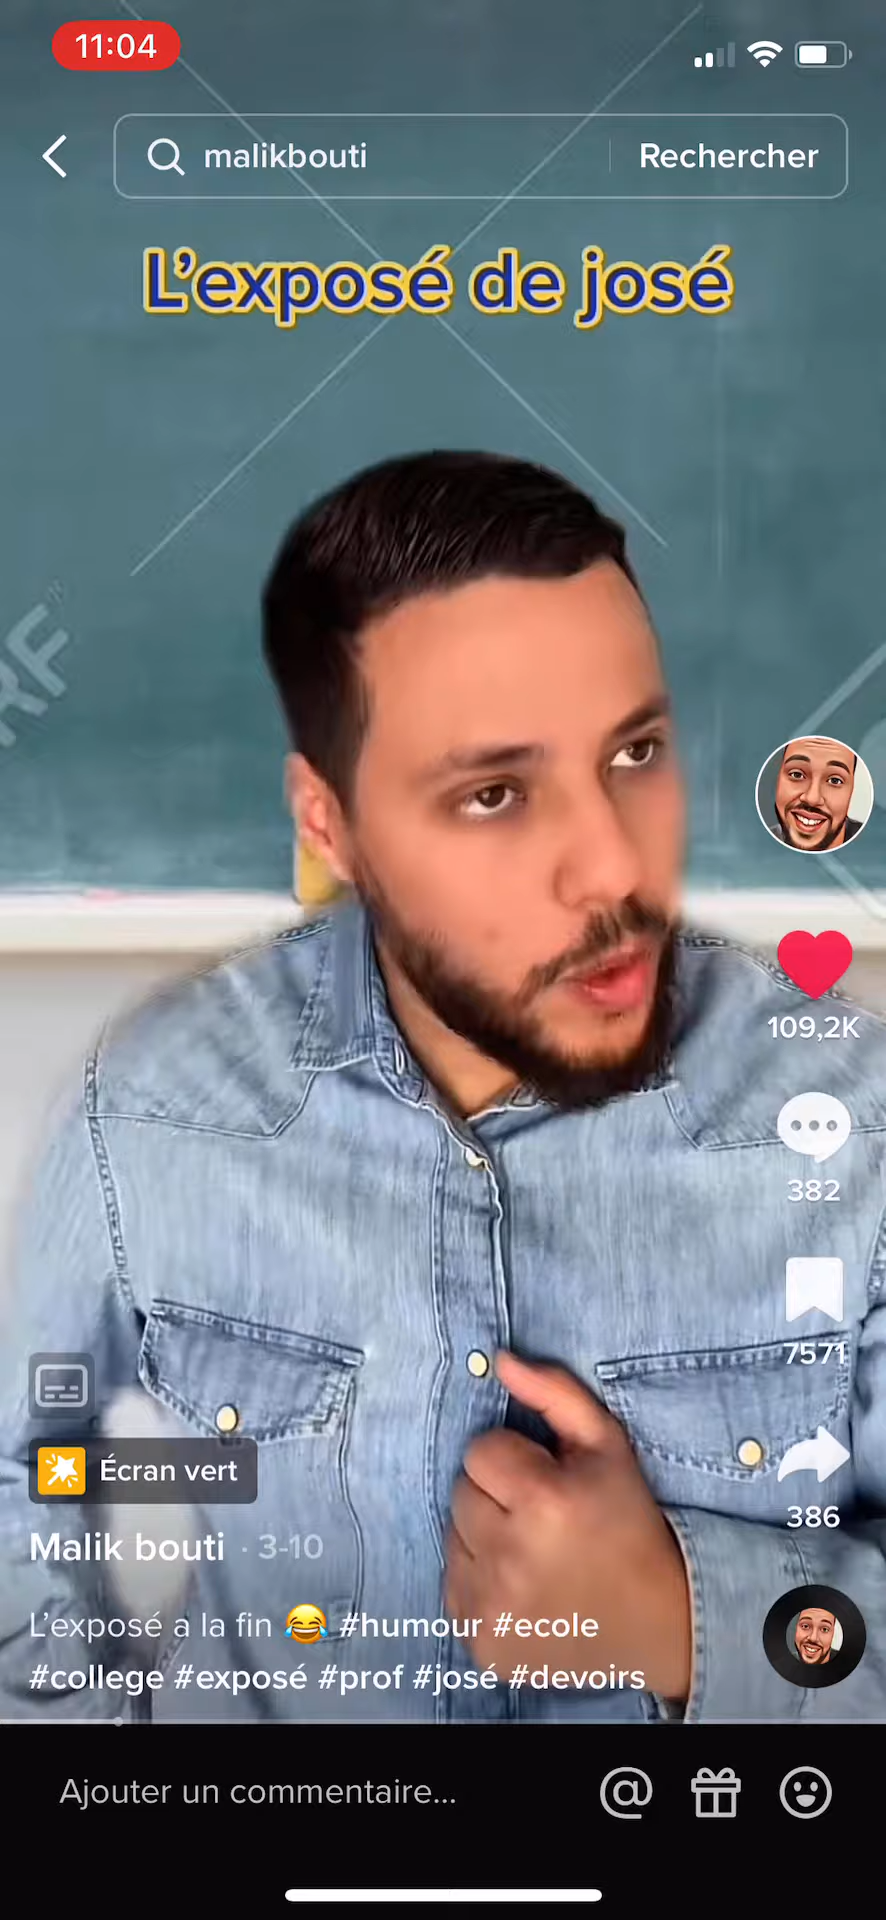 11:04
malikbouti
Rechercher
L'exposé de josé
RF
109,2K
382
7571
Écran vert
386
Malik bouti · 3-10
L'exposé a la fin 😂 #humour #ecole
#college #exposé #prof #josé #devoirs
Ajouter un commentaire...